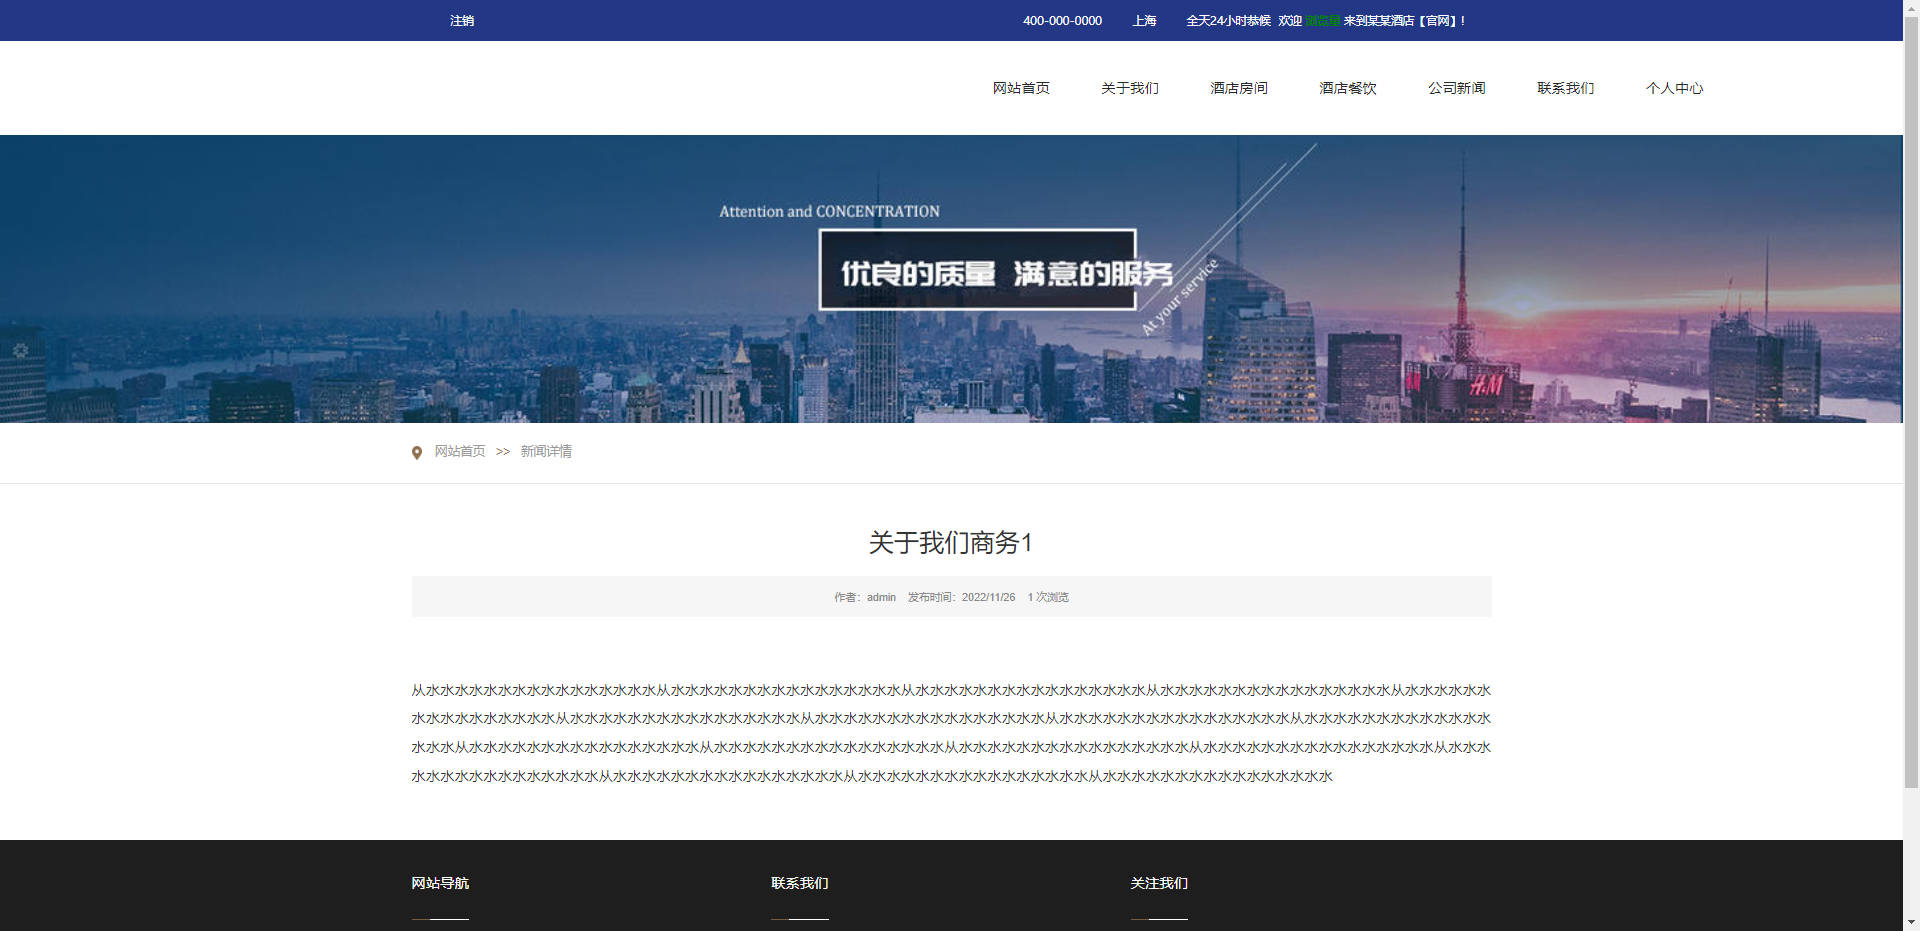 注销 400-000-0000 上海 全天24小时恭候 欢迎 来到某某酒店【官网】!
网站首页 关于我们 酒店房间 酒店餐饮 公司新闻 联系我们 个人中心
Attention and CONCENTRATION
优良的质量 满意的服务
At your service
H&M
网站首页 >> 新闻详情
关于我们商务1
作者：admin 发布时间：2022/11/26 1 次浏览
从水水水水水水水水水水水水水水水水从水水水水水水水水水水水水水水水水从水水水水水水水水水水水水水水水水从水水水水水水水水水水水水水水水水从水水水水水水
水水水水水水水水水水从水水水水水水水水水水水水水水水水从水水水水水水水水水水水水水水水水从水水水水水水水水水水水水水水水水从水水水水水水水水水水水水水
水水水从水水水水水水水水水水水水水水水水从水水水水水水水水水水水水水水水水从水水水水水水水水水水水水水水水水从水水水水水水水水水水水水水水水水从水水水
水水水水水水水水水水水水水从水水水水水水水水水水水水水水水水从水水水水水水水水水水水水水水水水从水水水水水水水水水水水水水水水水
网站导航 联系我们 关注我们